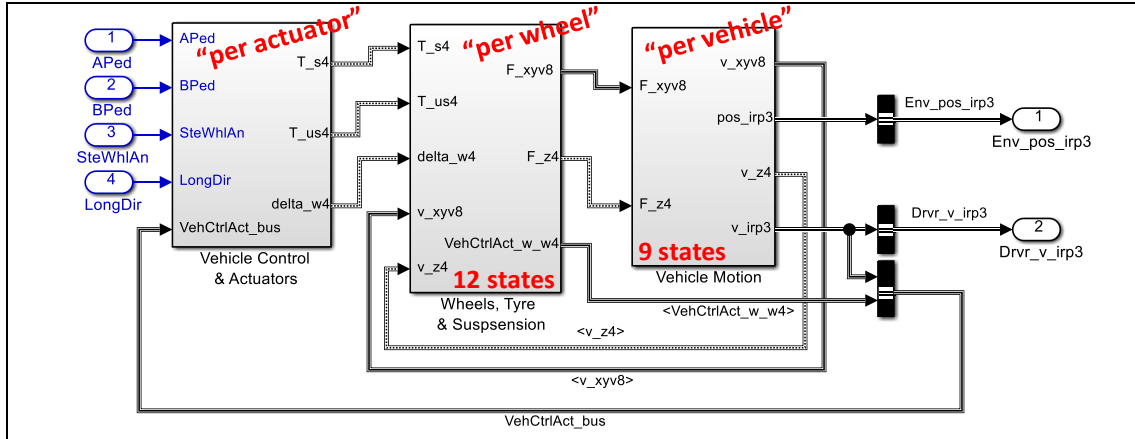 1
APed
2
BPed
3
SteWhlAn
4
LongDir
"per actuator"
APed
T_s4
BPed
T_us4
SteWhlAn
LongDir
delta_w4
VehCtrlAct_bus
Vehicle Control
& Actuators
"per wheel"
T_s4
F_xyv8
T_us4
delta_w4
F_z4
v_xyv8
VehCtrlAct_w_w4
v_z4
12 states
Wheels, Tyre
& Suspsension
"per vehicle"
v_xyv8
F_xyv8
pos_irp3
v_z4
F_z4
v_irp3
9 states
Vehicle Motion
Env_pos_irp3
1
Env_pos_irp3
Drvr_v_irp3
2
Drvr_v_irp3
<VehCtrlAct_w_w4>
<v_z4>
<v_xyv8>
VehCtrlAct_bus